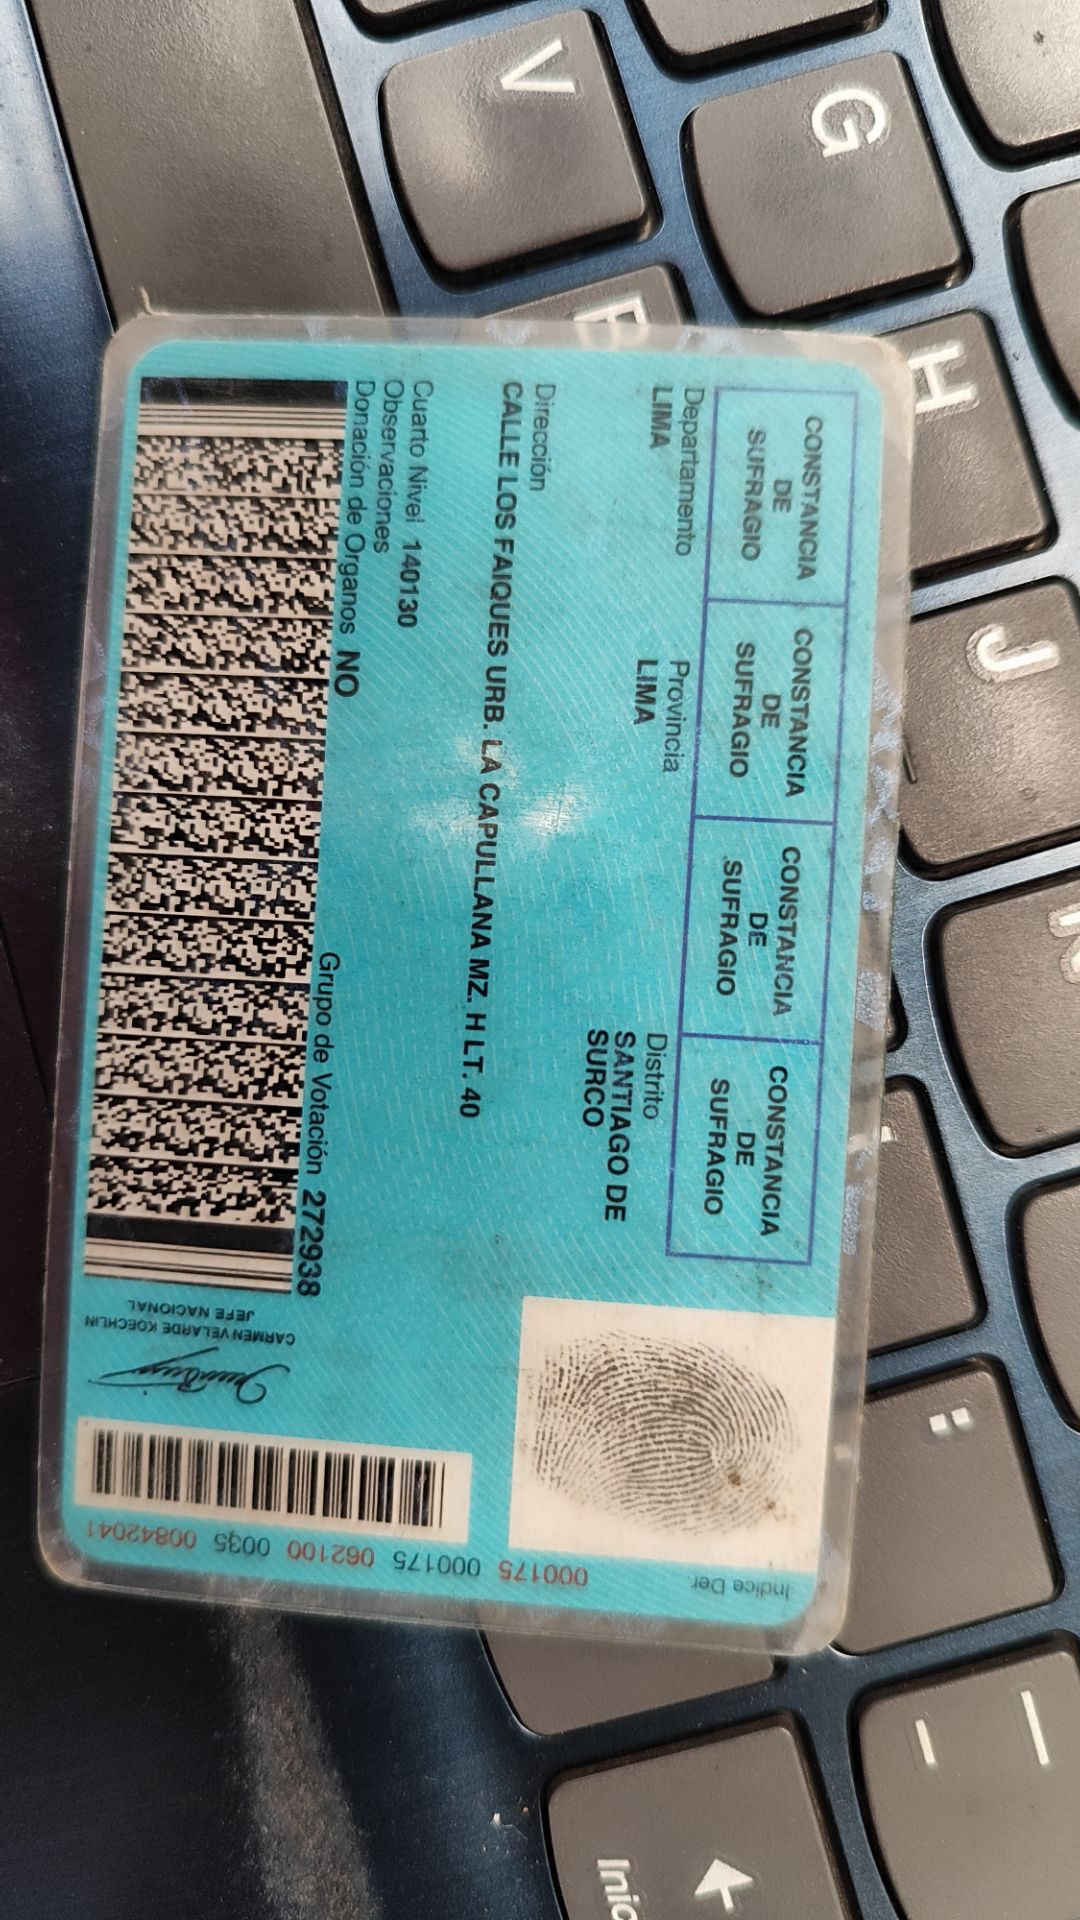 CONSTANCIA
DE
SUFRAGIO
CONSTANCIA
DE
SUFRAGIO
CONSTANCIA
DE
SUFRAGIO
CONSTANCIA
DE
SUFRAGIO
Departamento
LIMA
Provincia
LIMA
Distrito
SANTIAGO DE
SURCO
Dirección
CALLE LOS FAIQUES URB. LA CAPULLANA MZ. H LT. 40
Cuarto Nivel 140130
Observaciones
Donación de Organos NO
Grupo de Votación 272938
CARMEN VELARDE KOECHLIN
JEFE NACIONAL
Indice Der.
000175 000175 062100 0035 00842041
V
G
B
H
J
K
Inic